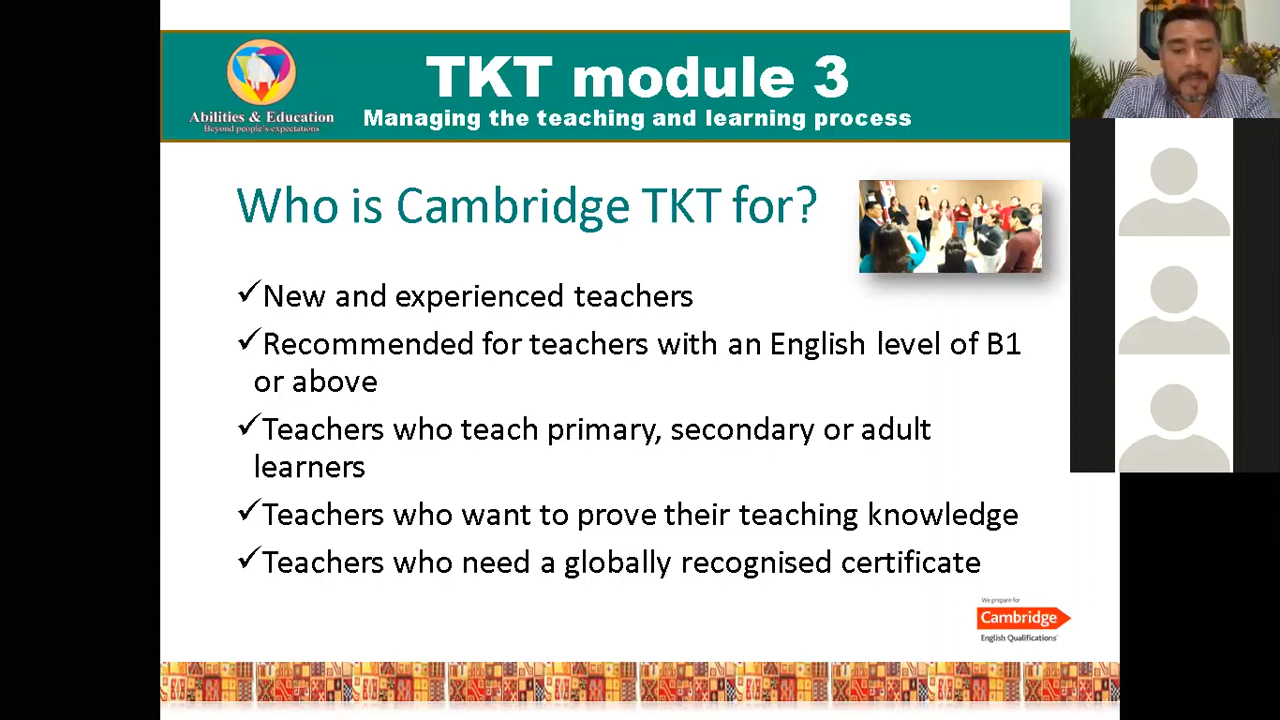 TKT module 3
Abilities & Education
Beyond people's expectations
Managing the teaching and learning process
Who is Cambridge TKT for?
✓New and experienced teachers
✓Recommended for teachers with an English level of B1
or above
✓Teachers who teach primary, secondary or adult
learners
✓Teachers who want to prove their teaching knowledge
✓Teachers who need a globally recognised certificate
We prepare for
Cambridge
English Qualifications